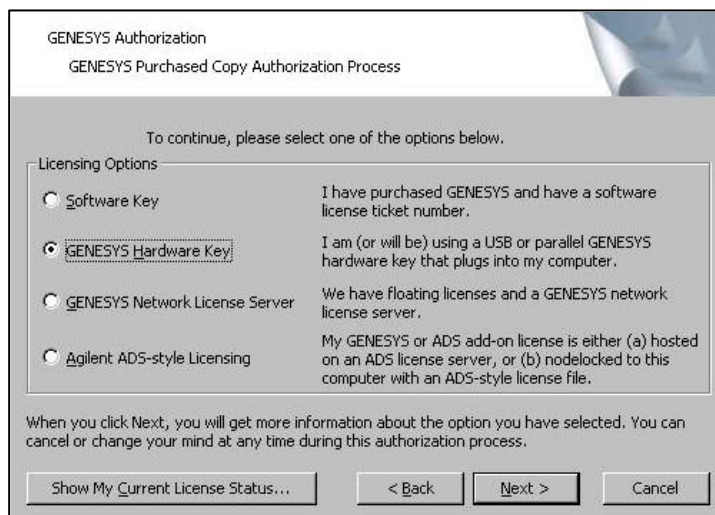 GENESYS Authorization
GENESYS Purchased Copy Authorization Process
To continue, please select one of the options below.
Licensing Options
Software Key
I have purchased GENESYS and have a software
license ticket number.
GENESYS Hardware Key
I am (or will be) using a USB or parallel GENESYS
hardware key that plugs into my computer.
GENESYS Network License Server
We have floating licenses and a GENESYS network
license server.
Agilent ADS-style Licensing
My GENESYS or ADS add-on license is either (a) hosted
on an ADS license server, or (b) nodelocked to this
computer with an ADS-style license file.
When you click Next, you will get more information about the option you have selected. You can
cancel or change your mind at any time during this authorization process.
Show My Current License Status... < Back Next > Cancel